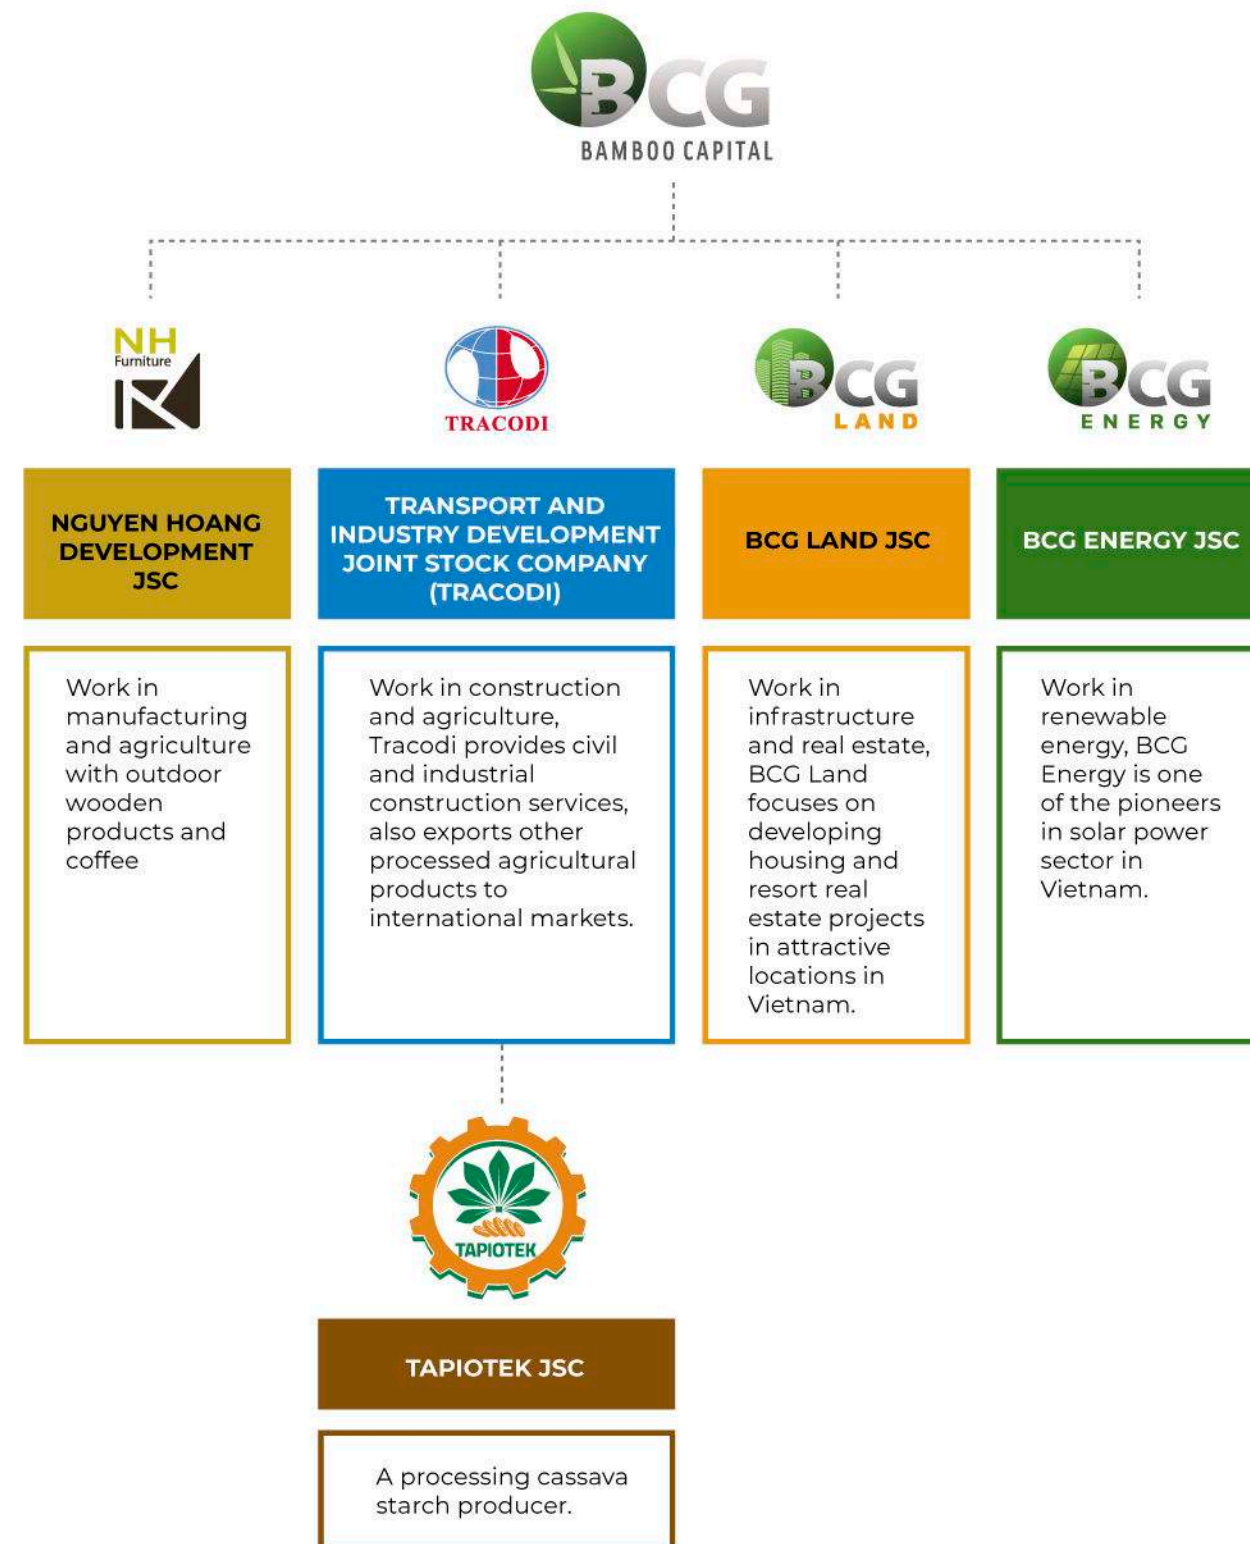 BCG
BAMBOO CAPITAL
NH
Furniture
TRACODI
BCG
LAND
BCG
ENERGY
NGUYEN HOANG
DEVELOPMENT
JSC
TRANSPORT AND
INDUSTRY DEVELOPMENT
JOINT STOCK COMPANY
(TRACODI)
BCG LAND JSC
BCG ENERGY JSC
Work in
manufacturing
and agriculture
with outdoor
wooden
products and
coffee
Work in construction
and agriculture,
Tracodi provides civil
and industrial
construction services,
also exports other
processed agricultural
products to
international markets.
Work in
infrastructure
and real estate,
BCG Land
focuses on
developing
housing and
resort real
estate projects
in attractive
locations in
Vietnam.
Work in
renewable
energy, BCG
Energy is one
of the pioneers
in solar power
sector in
Vietnam.
TAPIOTEK
TAPIOTEK JSC
A processing cassava
starch producer.